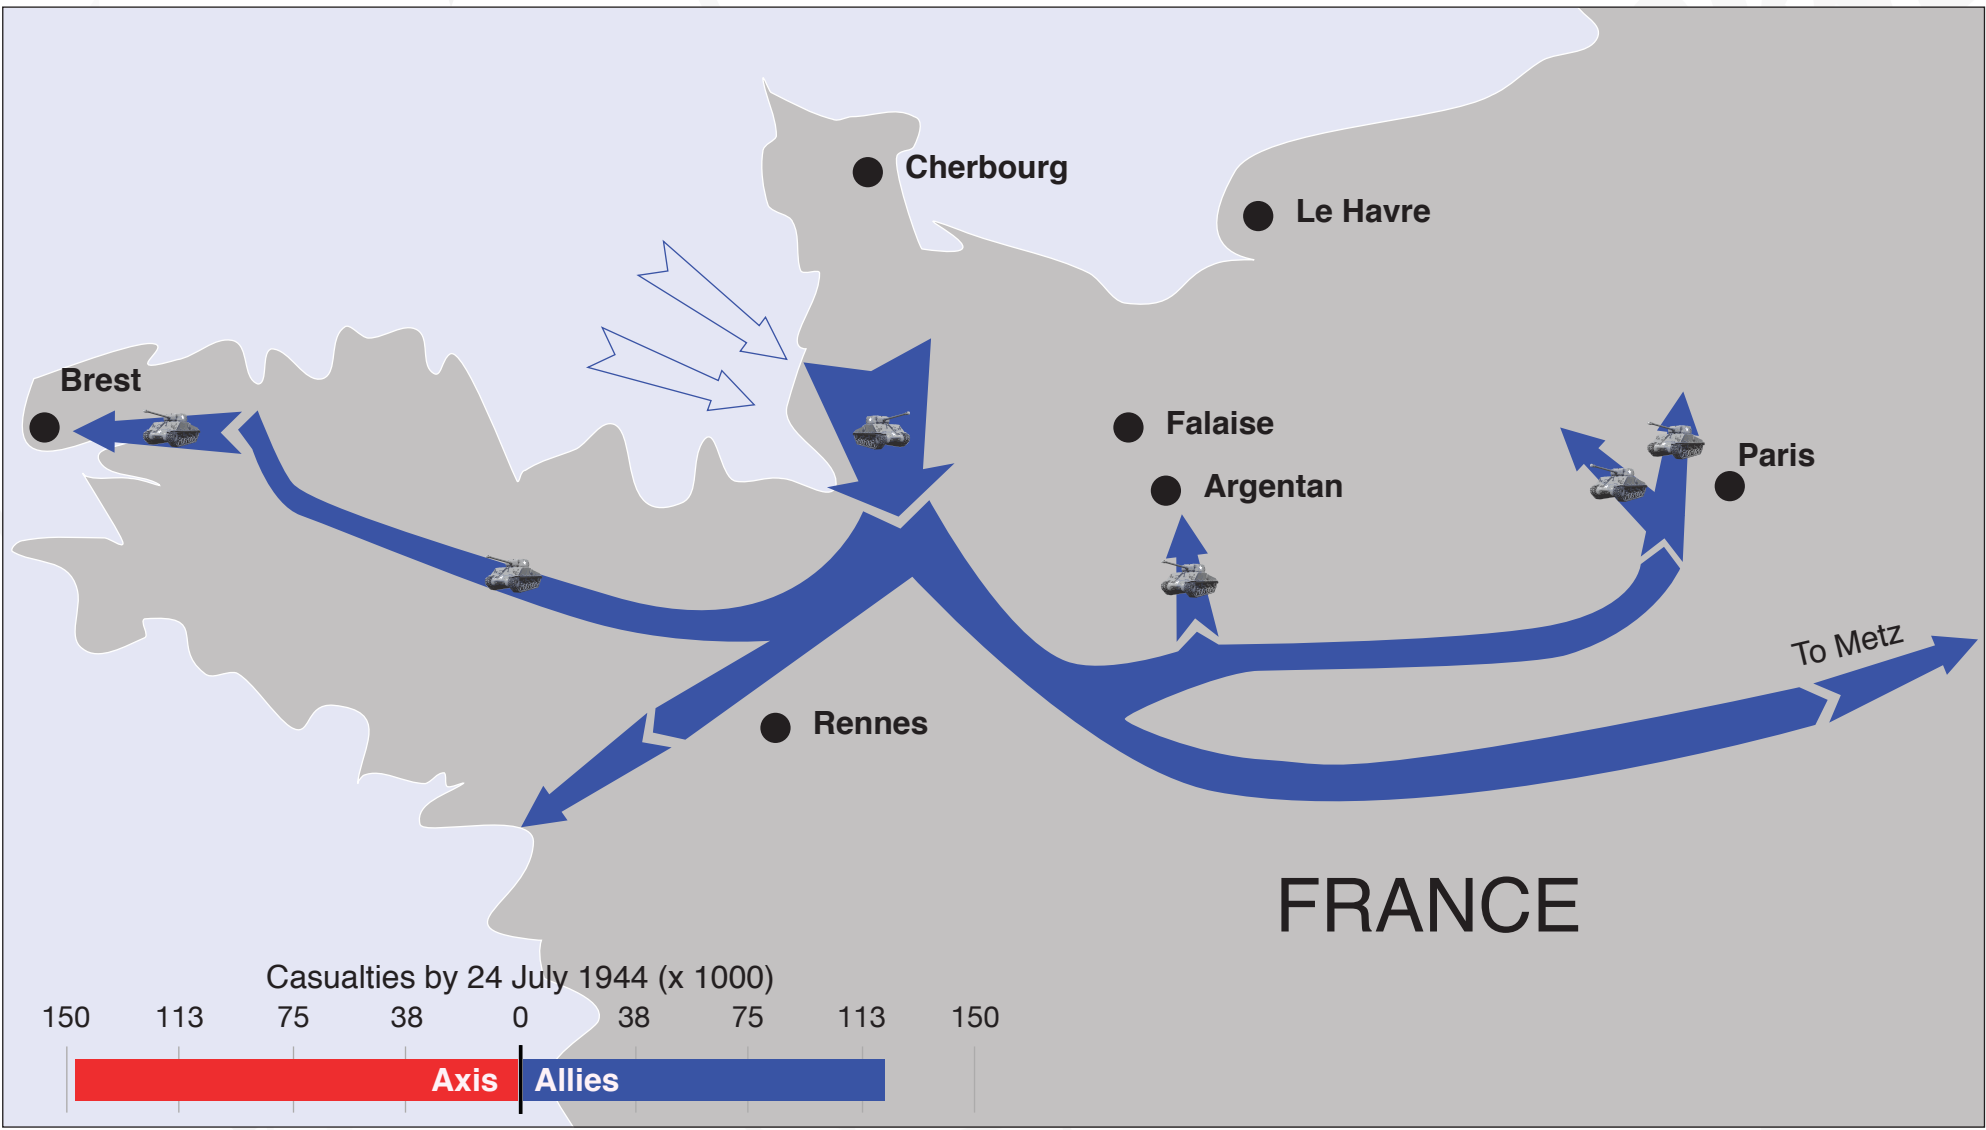 Cherbourg
Le Havre
Brest
Falaise
Argentan
Paris
To Metz
Rennes
FRANCE
Casualties by 24 July 1944 (x 1000)
150 113 75 38 0 38 75 113 150
Axis Allies